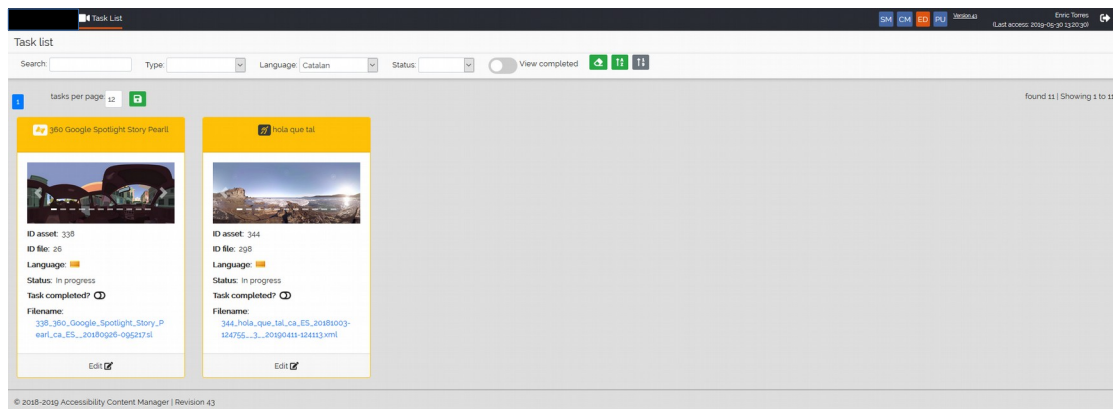 Task List
SM CM ED PU Version 43 Enric Torres
(Last access: 2019-05-30 13:20:30)
Task list
Search: Type: Language: Catalan Status: View completed
1 tasks per page: 12 found 11 | Showing 1 to 11
360 Google Spotlight Story Pearll
ID asset: 338
ID file: 26
Language:
Status: In progress
Task completed?
Filename:
338_360_Google_Spotlight_Story_P
earl_ca_ES__20180926-095217.sl
Edit
hola que tal
ID asset: 344
ID file: 298
Language:
Status: In progress
Task completed?
Filename:
344_hola_que_tal_ca_ES_20181003-
124755__3__20190411-124113.xml
Edit
© 2018-2019 Accessibility Content Manager | Revision 43